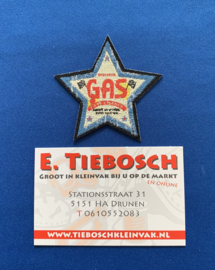 GAS
E. TIEBOSCH
GROOT IN KLEINVAK BIJ U OP DE MARKT
EN ONLINE
STATIONSSTRAAT 31
5151 HA DRUNEN
T 0610552083
WWW.TIEBOSCHKLEINVAK.NL